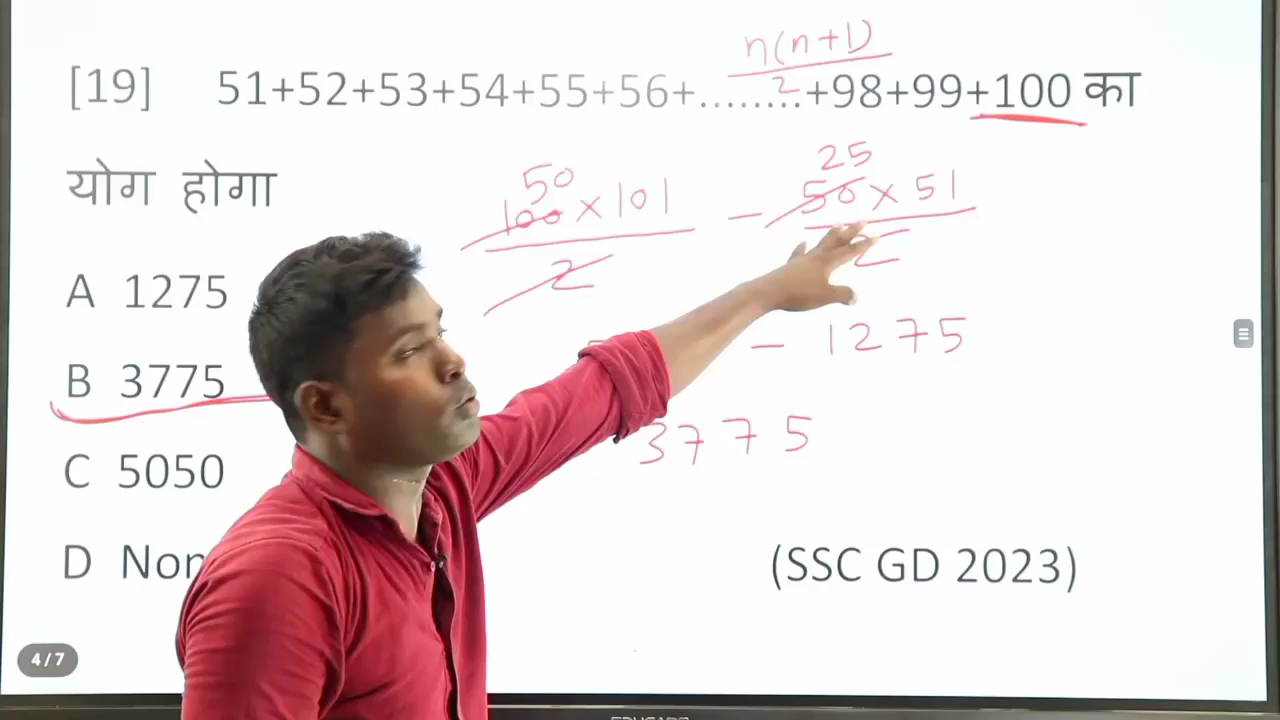 n(n+1)
2
[19] 51+52+53+54+55+56+........+98+99+100 का
योग होगा
50 25
100 × 101 - 50 × 51
2 2
A 1275
- 1275
B 3775
3775
C 5050
D Non
(SSC GD 2023)
4/7